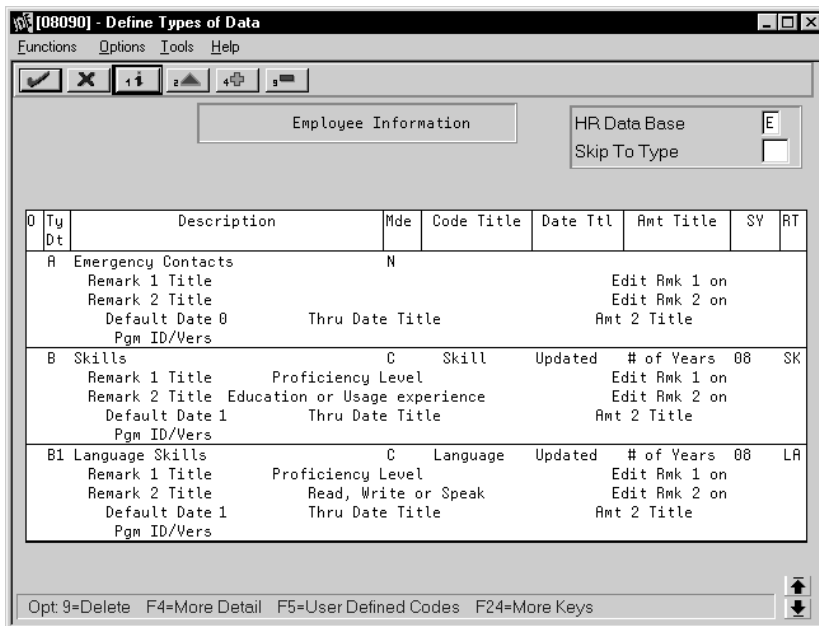 [08090] - Define Types of Data
Functions Options Tools Help
1 i 2 4 9
Employee Information
HR Data Base E
Skip To Type
O Ty Dt Description Mde Code Title Date Ttl Amt Title SY RT
A Emergency Contacts N
Remark 1 Title Edit Rmk 1 on
Remark 2 Title Edit Rmk 2 on
Default Date 0 Thru Date Title Amt 2 Title
Pgm ID/Vers
B Skills C Skill Updated # of Years 08 SK
Remark 1 Title Proficiency Level Edit Rmk 1 on
Remark 2 Title Education or Usage experience Edit Rmk 2 on
Default Date 1 Thru Date Title Amt 2 Title
Pgm ID/Vers
B1 Language Skills C Language Updated # of Years 08 LA
Remark 1 Title Proficiency Level Edit Rmk 1 on
Remark 2 Title Read, Write or Speak Edit Rmk 2 on
Default Date 1 Thru Date Title Amt 2 Title
Pgm ID/Vers
Opt: 9=Delete F4=More Detail F5=User Defined Codes F24=More Keys